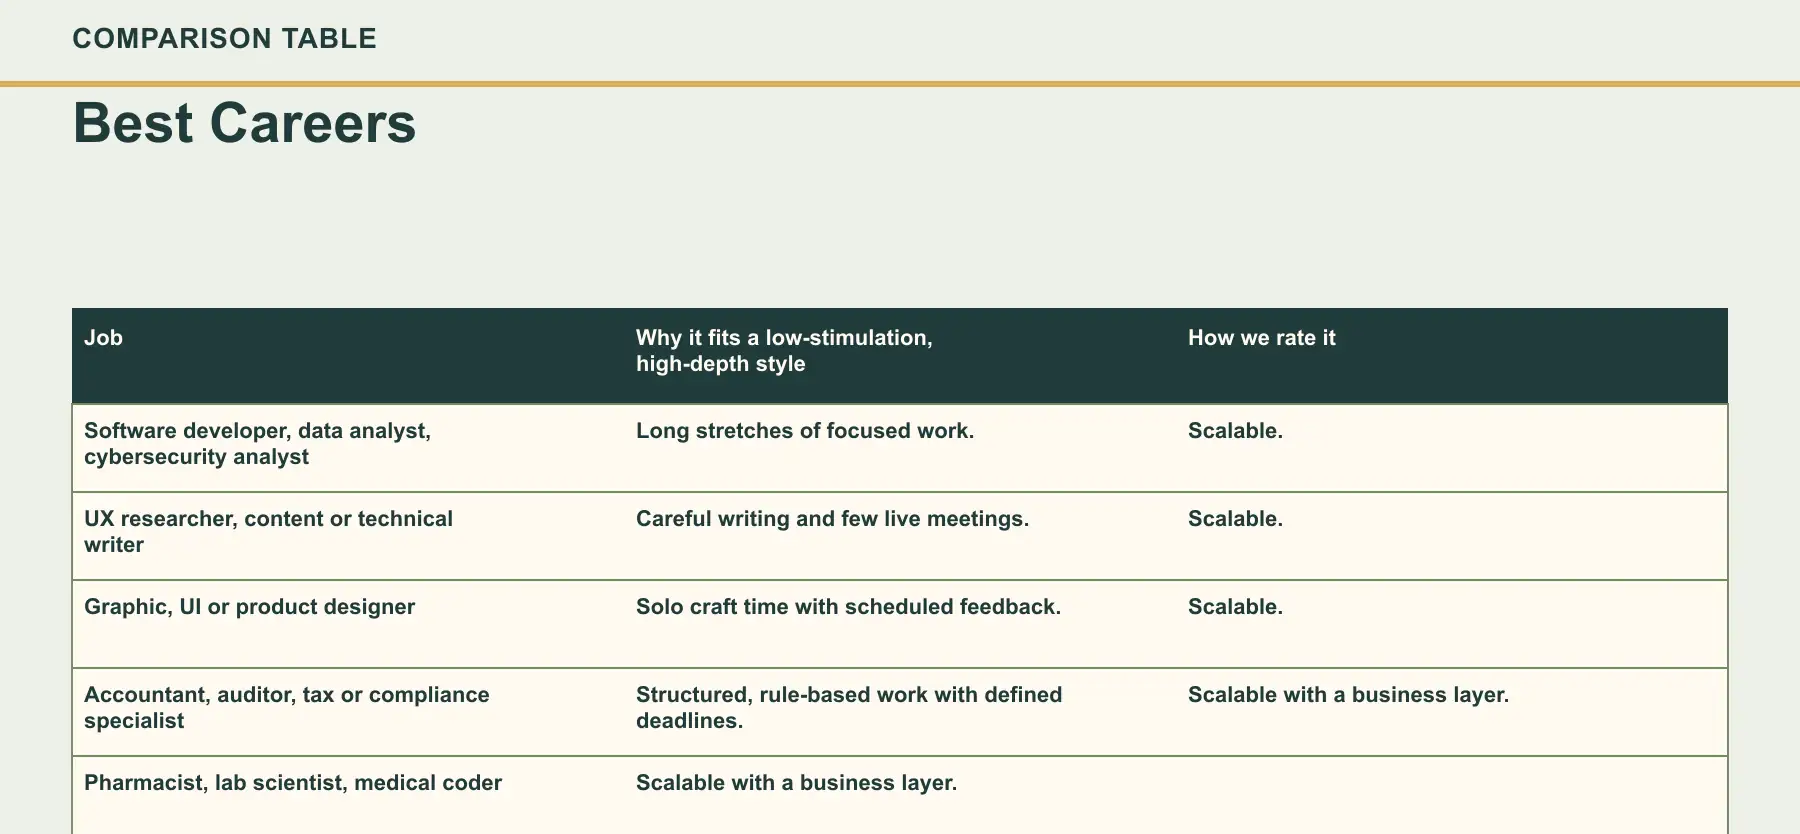 COMPARISON TABLE
Best Careers
Job
Why it fits a low-stimulation,
high-depth style
How we rate it
Software developer, data analyst,
cybersecurity analyst
Long stretches of focused work.
Scalable.
UX researcher, content or technical
writer
Careful writing and few live meetings.
Scalable.
Graphic, UI or product designer
Solo craft time with scheduled feedback.
Scalable.
Accountant, auditor, tax or compliance
specialist
Structured, rule-based work with defined
deadlines.
Scalable with a business layer.
Pharmacist, lab scientist, medical coder
Scalable with a business layer.